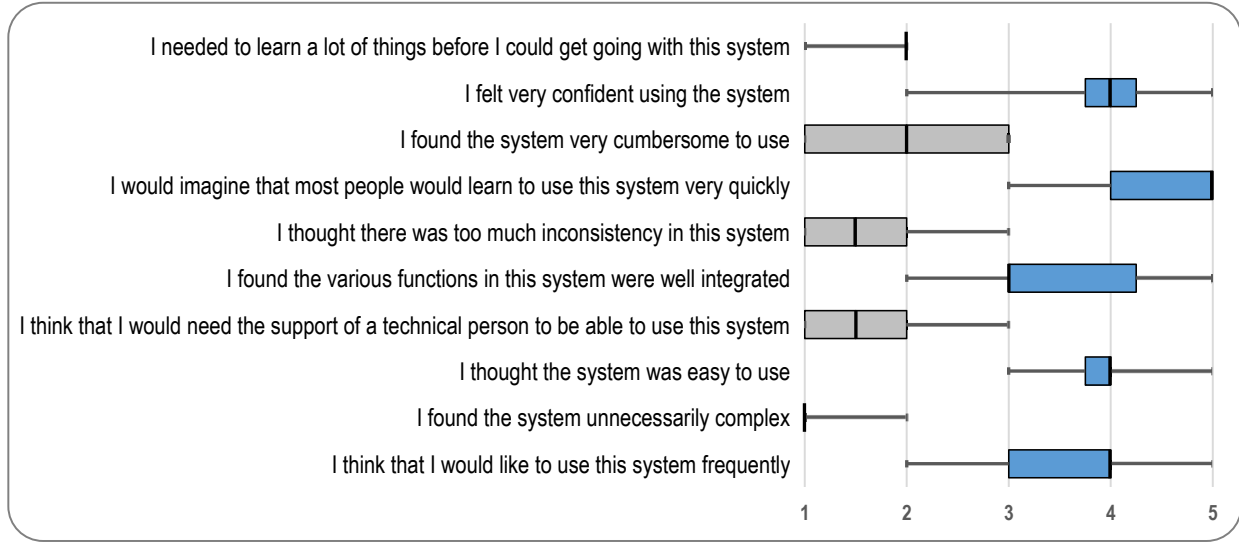 I needed to learn a lot of things before I could get going with this system
I felt very confident using the system
I found the system very cumbersome to use
I would imagine that most people would learn to use this system very quickly
I thought there was too much inconsistency in this system
I found the various functions in this system were well integrated
I think that I would need the support of a technical person to be able to use this system
I thought the system was easy to use
I found the system unnecessarily complex
I think that I would like to use this system frequently
1 2 3 4 5